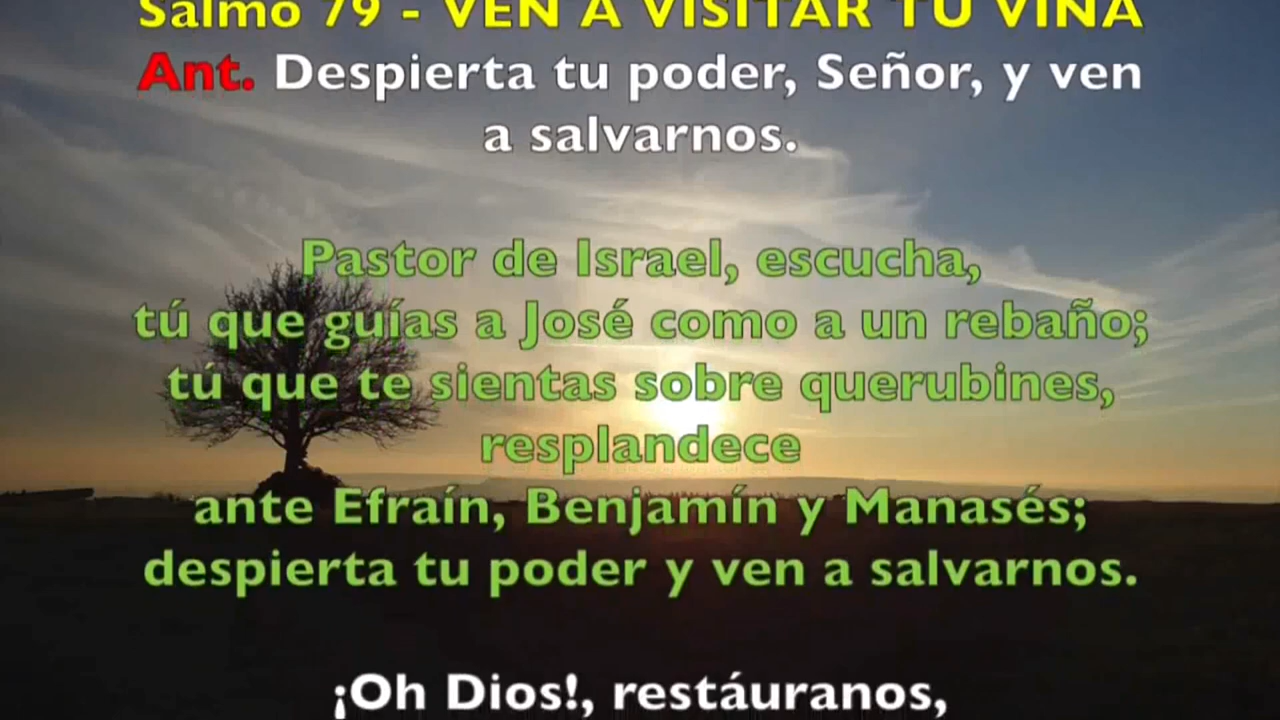 Salmo 79 - VEN A VISITAR TU VIÑA
Ant. Despierta tu poder, Señor, y ven
a salvarnos.
Pastor de Israel, escucha,
tú que guías a José como a un rebaño;
tú que te sientas sobre querubines,
resplandece
ante Efraín, Benjamín y Manasés;
despierta tu poder y ven a salvarnos.
¡Oh Dios!, restáuranos,